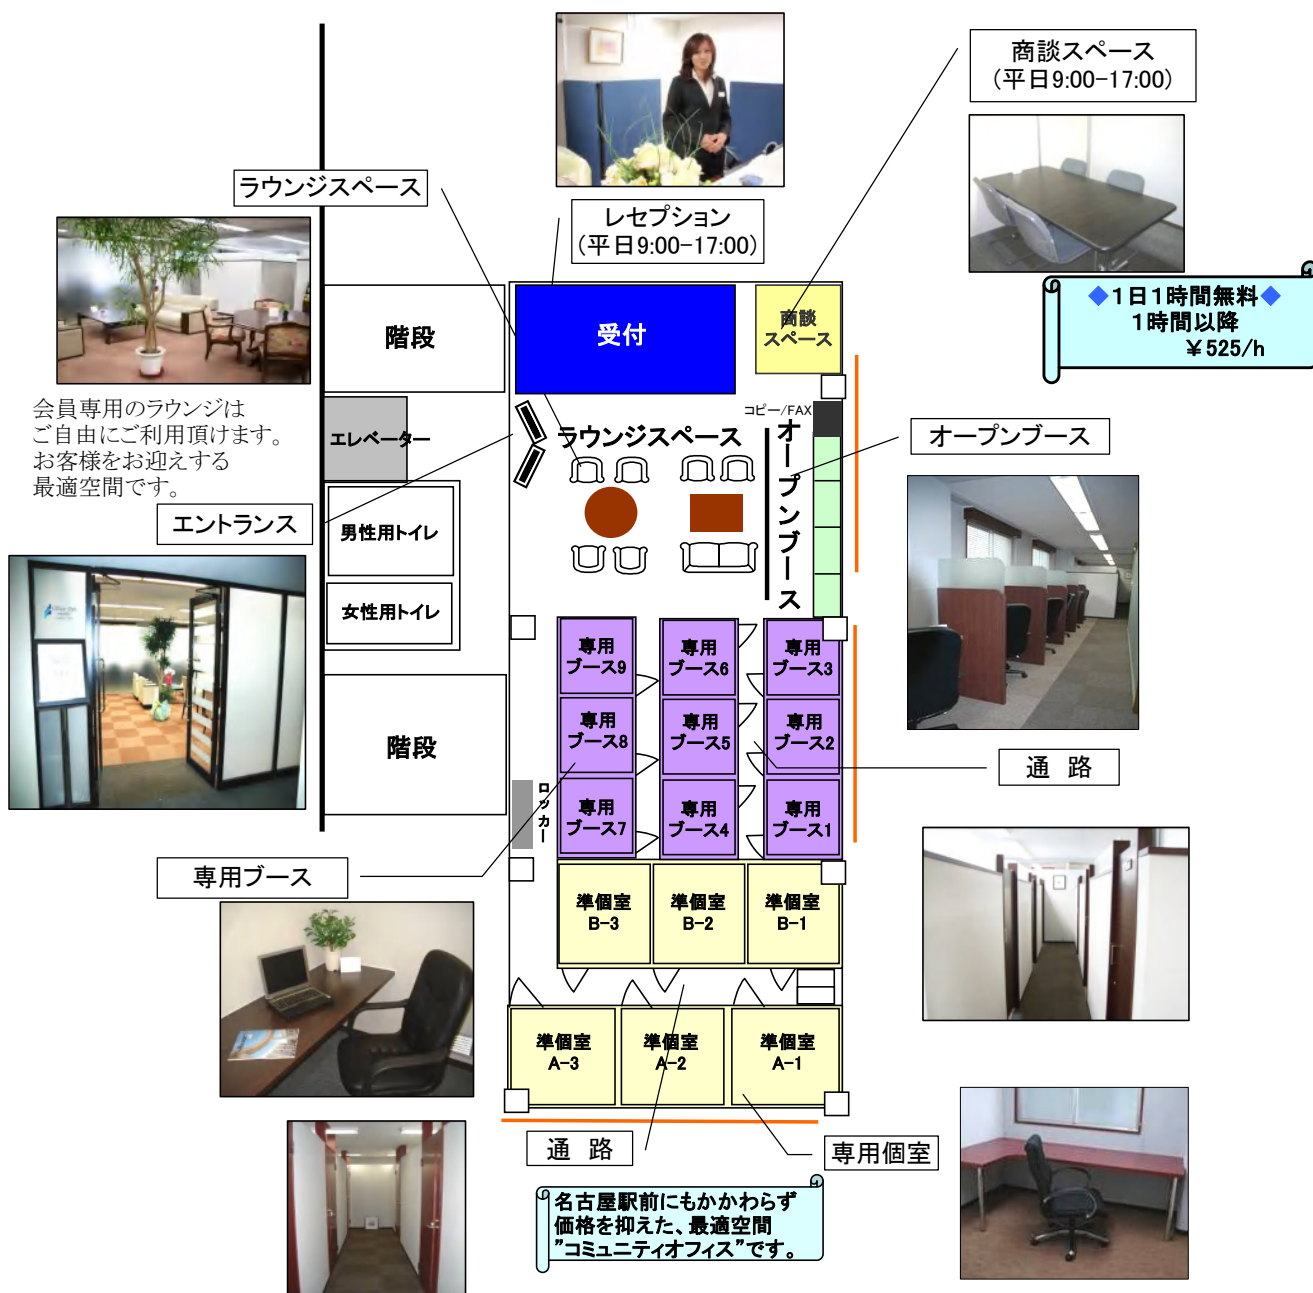 商談スペース
(平日9:00-17:00)
ラウンジスペース
レセプション
(平日9:00-17:00)
◆1日1時間無料◆
1時間以降
¥525/h
階段
受付
商談
スペース
会員専用のラウンジは
ご自由にご利用頂けます。
お客様をお迎えする
最適空間です。
エレベーター
コピー/FAX
ラウンジスペース
オープンブース
オープンブース
エントランス
男性用トイレ
女性用トイレ
専用
ブース9
専用
ブース6
専用
ブース3
階段
専用
ブース8
専用
ブース5
専用
ブース2
通 路
ロッカー
専用
ブース7
専用
ブース4
専用
ブース1
専用ブース
準個室
B-3
準個室
B-2
準個室
B-1
準個室
A-3
準個室
A-2
準個室
A-1
通 路
専用個室
名古屋駅前にもかかわらず
価格を抑えた、最適空間
”コミュニティオフィス”です。